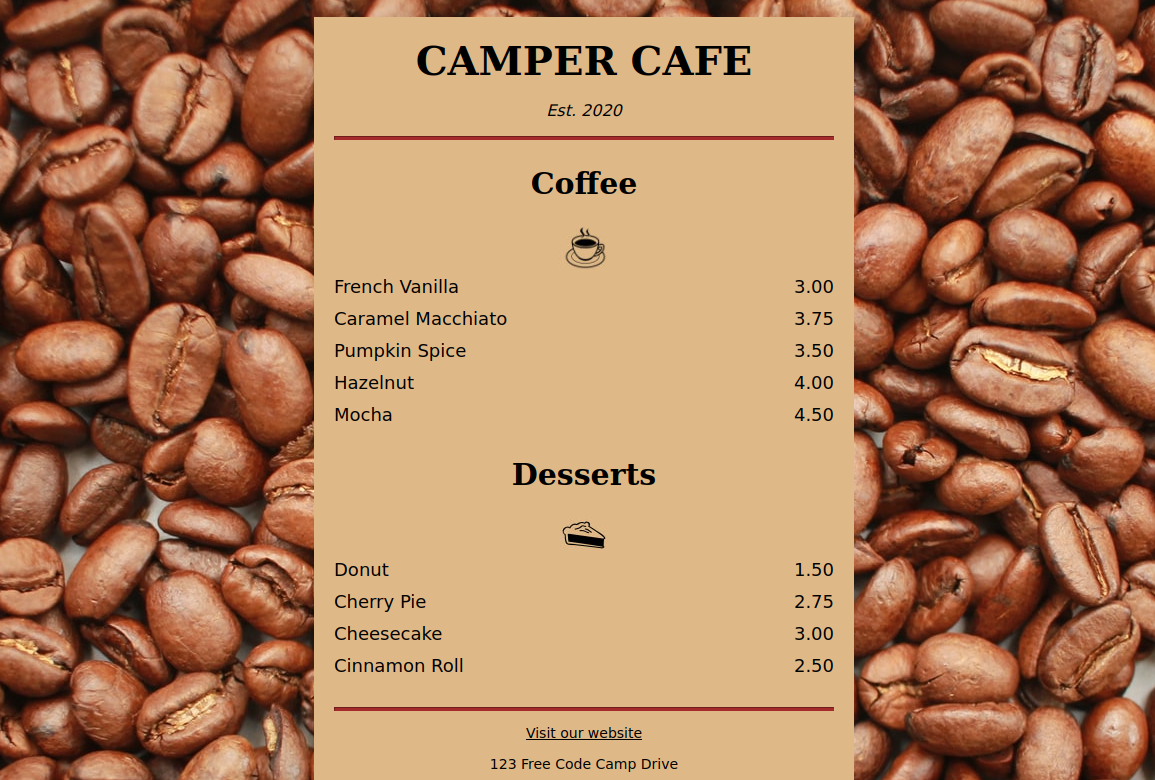 CAMPER CAFE
Est. 2020
Coffee
French Vanilla 3.00
Caramel Macchiato 3.75
Pumpkin Spice 3.50
Hazelnut 4.00
Mocha 4.50
Desserts
Donut 1.50
Cherry Pie 2.75
Cheesecake 3.00
Cinnamon Roll 2.50
Visit our website
123 Free Code Camp Drive